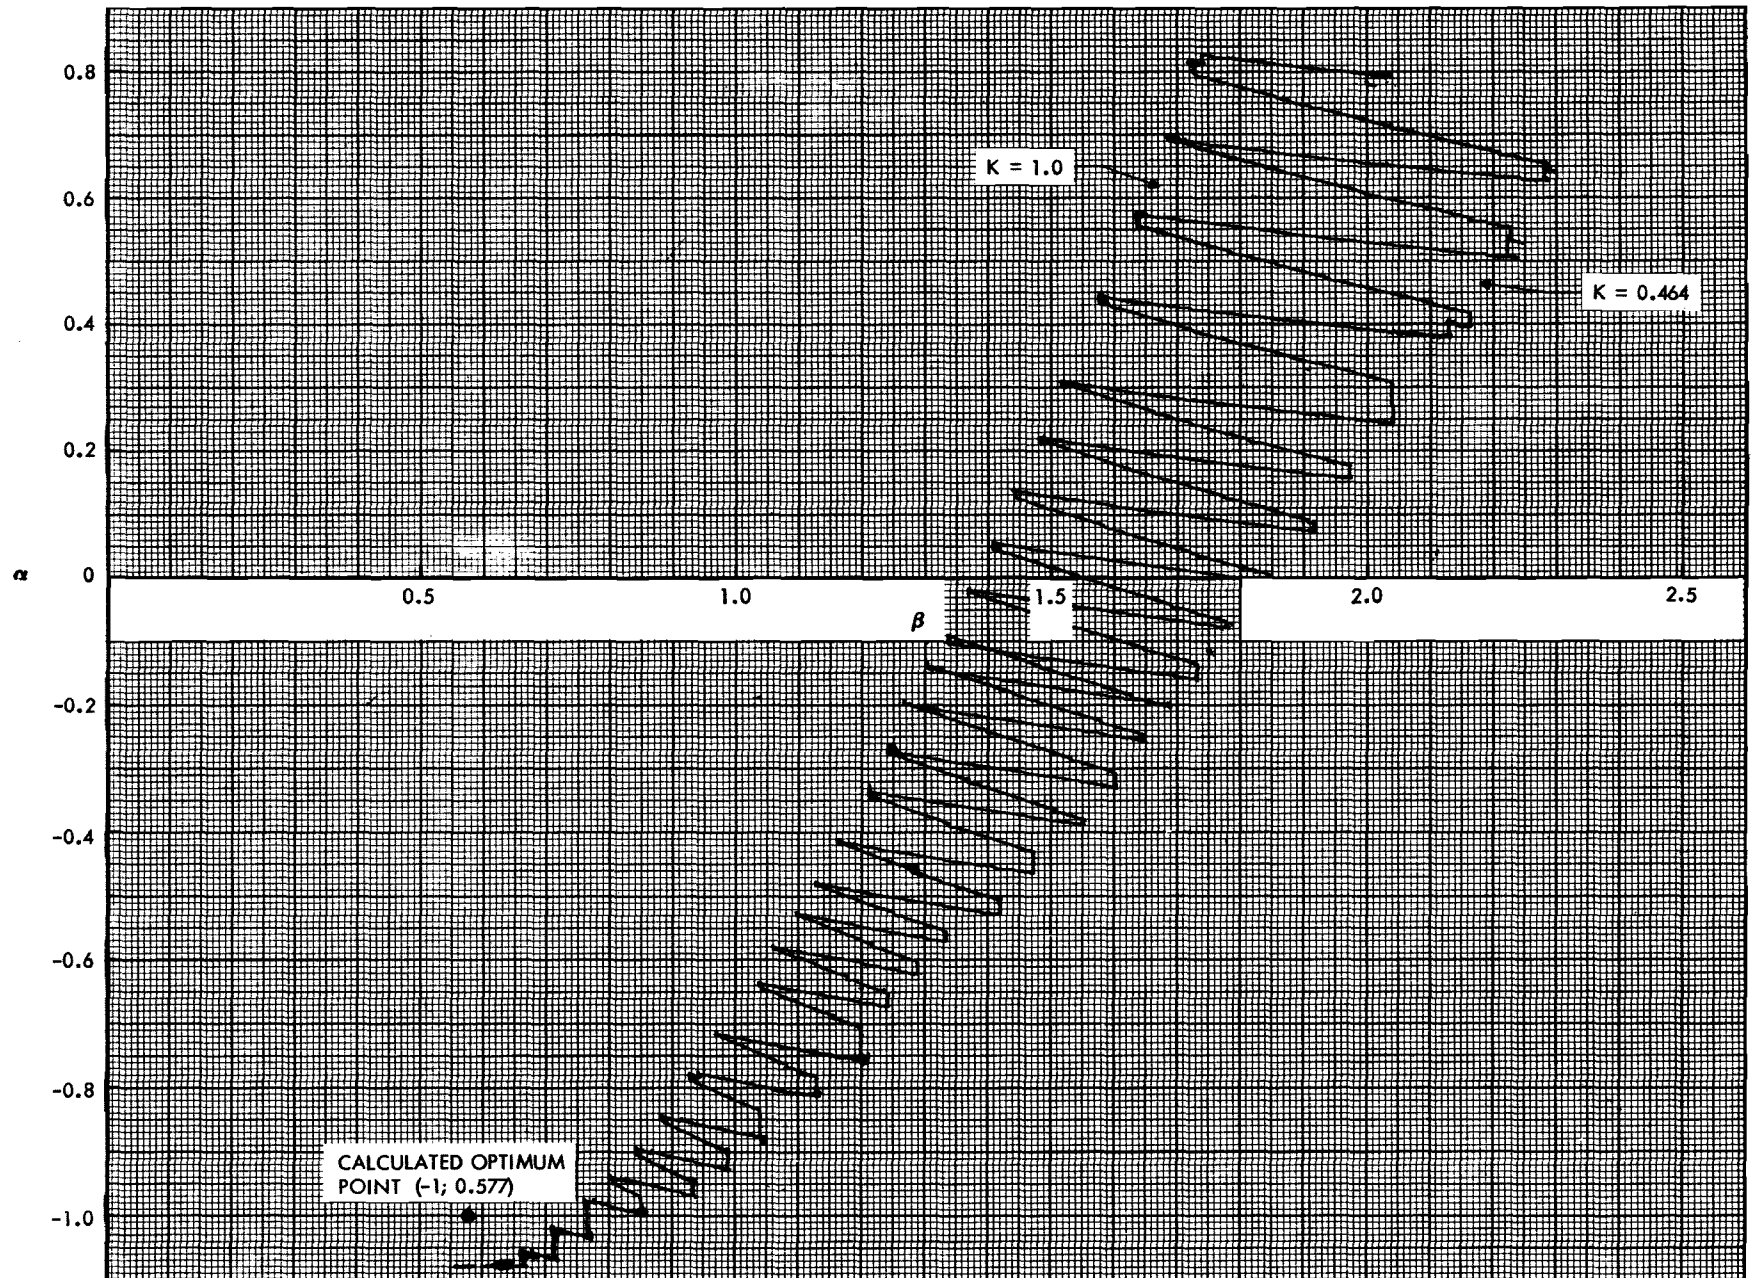 0.8
K = 1.0
0.6
K = 0.464
0.4
0.2
α 0
0.5 1.0 1.5 2.0 2.5
β
-0.2
-0.4
-0.6
-0.8
CALCULATED OPTIMUM
POINT (-1; 0.577)
-1.0